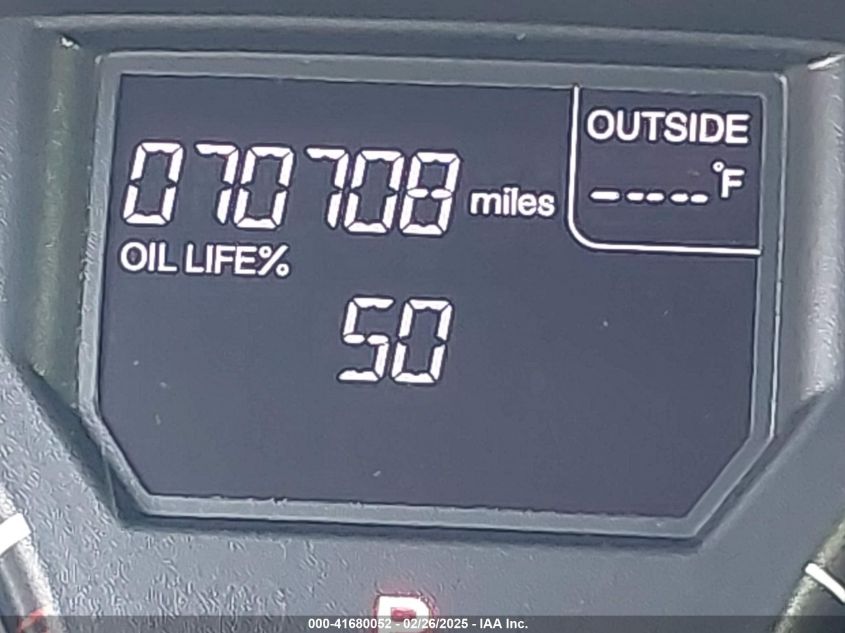 OUTSIDE
-----°F
070708 miles
OIL LIFE%
50
P
000-41680052 - 02/26/2025 - IAA Inc.